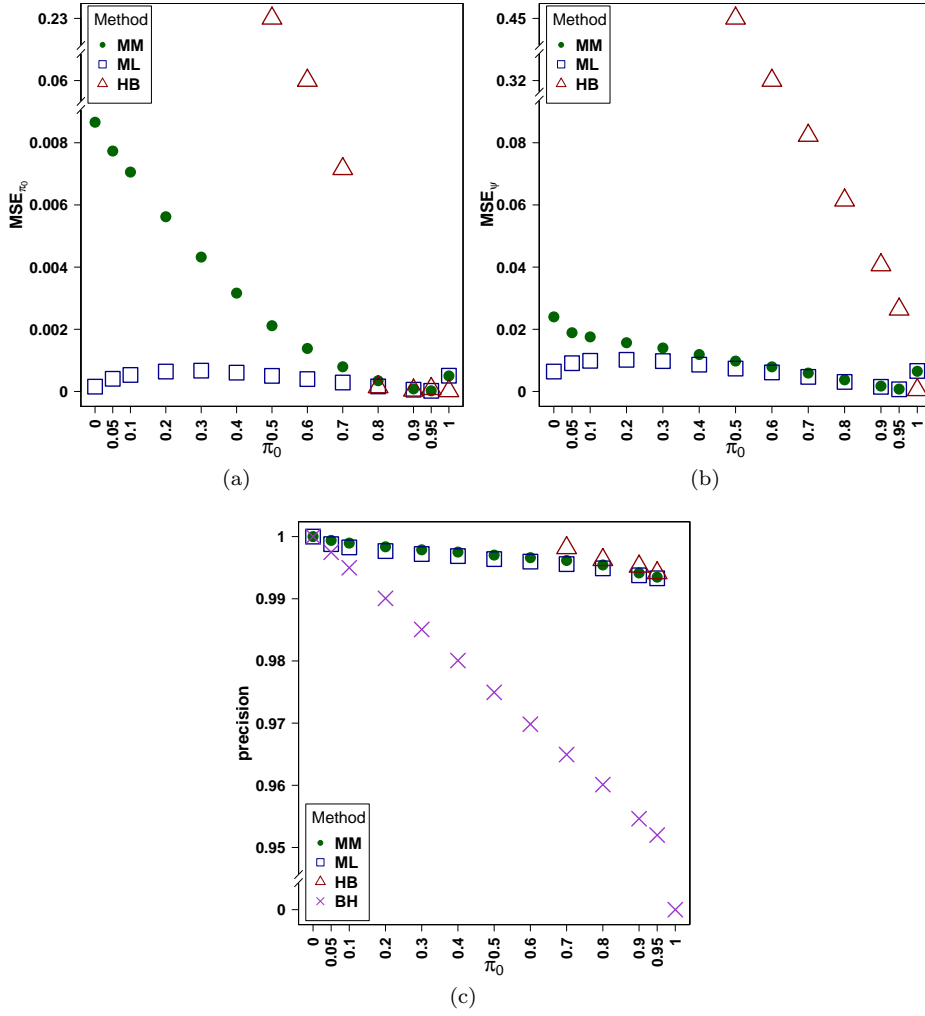 Method
MM
ML
HB
0.23
0.06
0.008
0.006
0.004
0.002
0
MSE_π₀
0 0.05 0.1 0.2 0.3 0.4 0.5 0.6 0.7 0.8 0.9 0.95 1
π₀
(a)
Method
MM
ML
HB
0.45
0.32
0.08
0.06
0.04
0.02
0
MSE_ψ
0 0.05 0.1 0.2 0.3 0.4 0.5 0.6 0.7 0.8 0.9 0.95 1
π₀
(b)
1
0.99
0.98
0.97
0.96
0.95
0
precision
Method
MM
ML
HB
BH
0 0.05 0.1 0.2 0.3 0.4 0.5 0.6 0.7 0.8 0.9 0.95 1
π₀
(c)